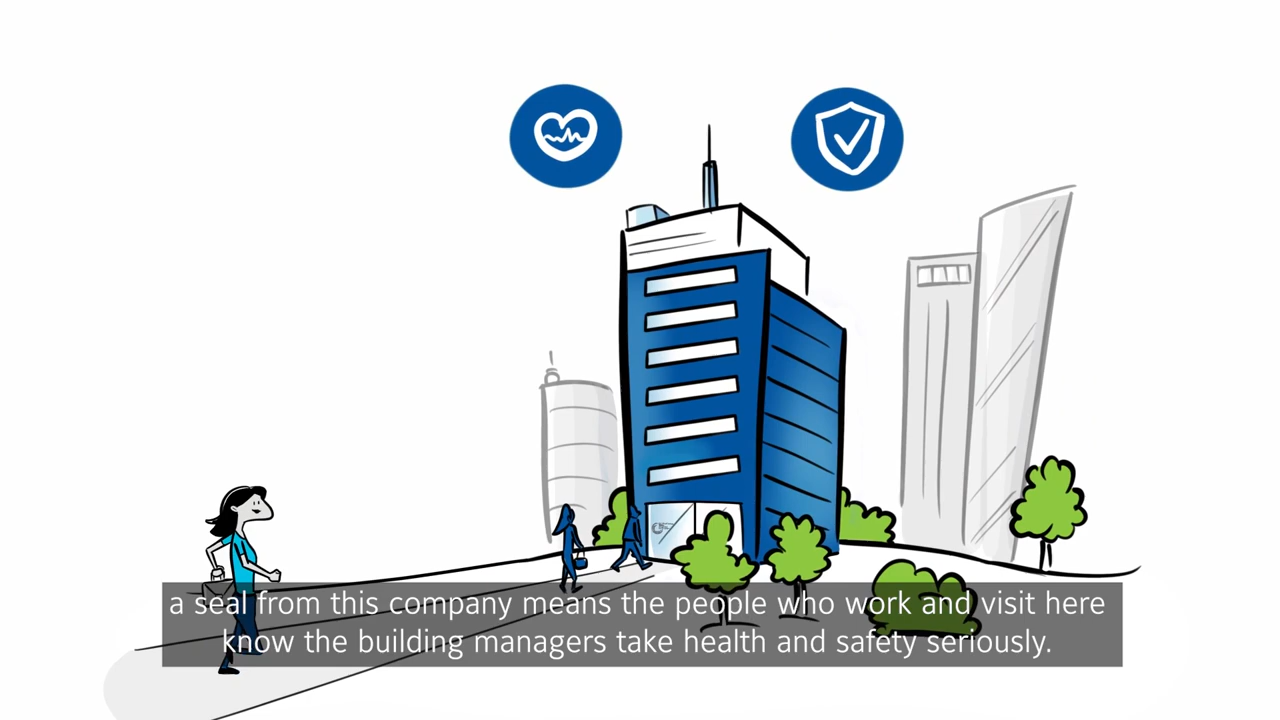 a seal from this company means the people who work and visit here
know the building managers take health and safety seriously.